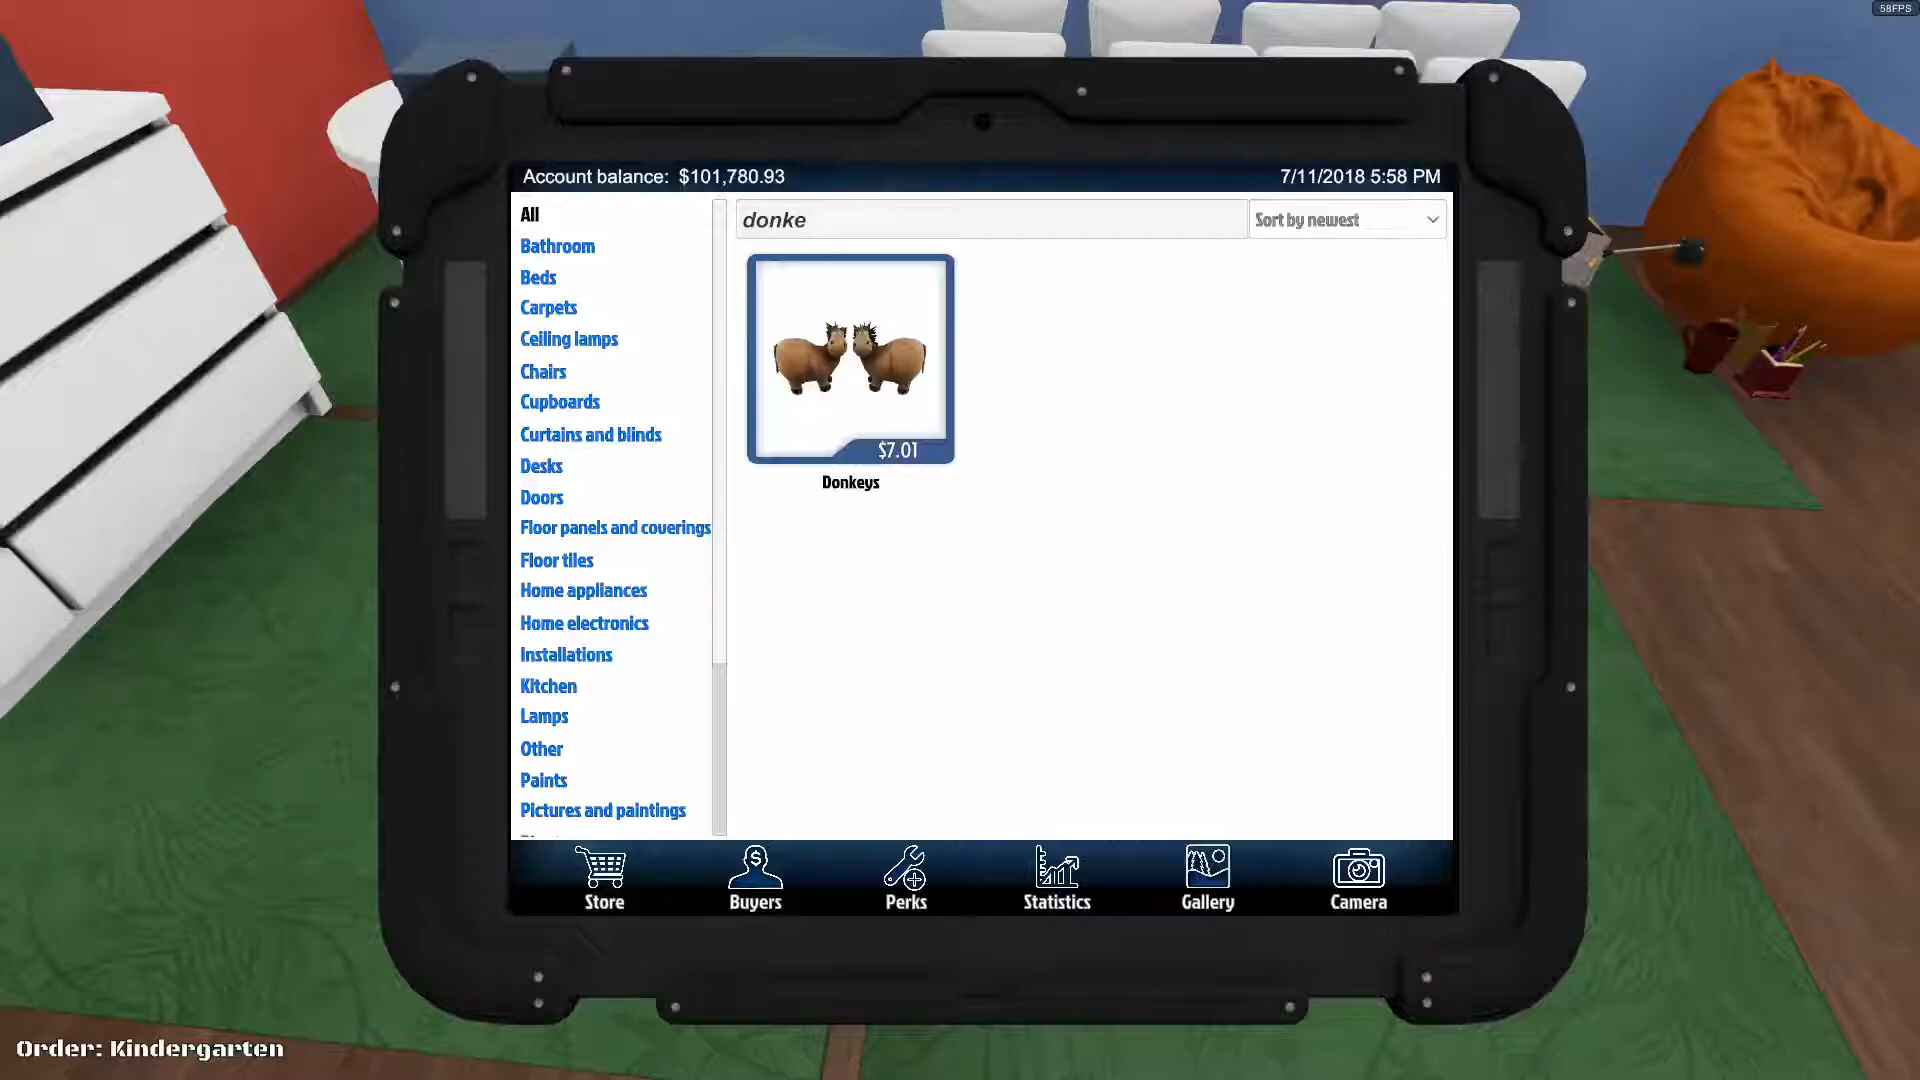 58FPS
Account balance: $101,780.93
7/11/2018 5:58 PM
All
Bathroom
Beds
Carpets
Ceiling lamps
Chairs
Cupboards
Curtains and blinds
Desks
Doors
Floor panels and coverings
Floor tiles
Home appliances
Home electronics
Installations
Kitchen
Lamps
Other
Paints
Pictures and paintings
donke
Sort by newest
$7.01
Donkeys
Store
Buyers
Perks
Statistics
Gallery
Camera
Order: Kindergarten